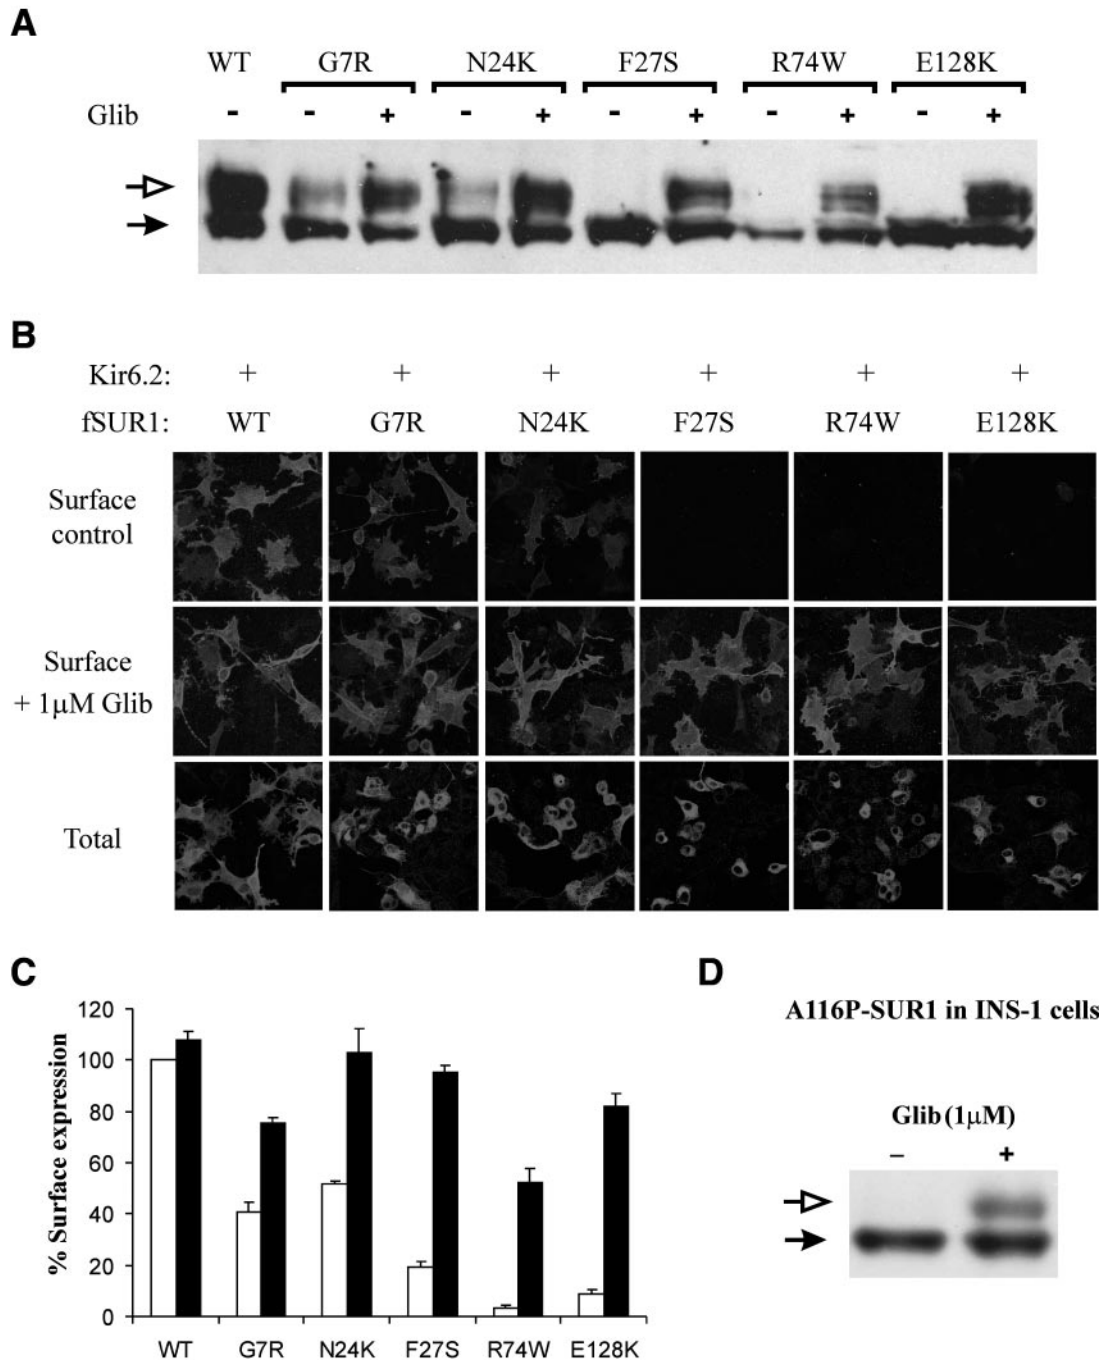 A
WT G7R N24K F27S R74W E128K
Glib - - + - + - + - + - +
B
Kir6.2: + + + + + +
fSUR1: WT G7R N24K F27S R74W E128K
Surface
control
Surface
+ 1μM Glib
Total
C
% Surface expression
120
100
80
60
40
20
0
WT G7R N24K F27S R74W E128K
D
A116P-SUR1 in INS-1 cells
Glib (1μM)
– +